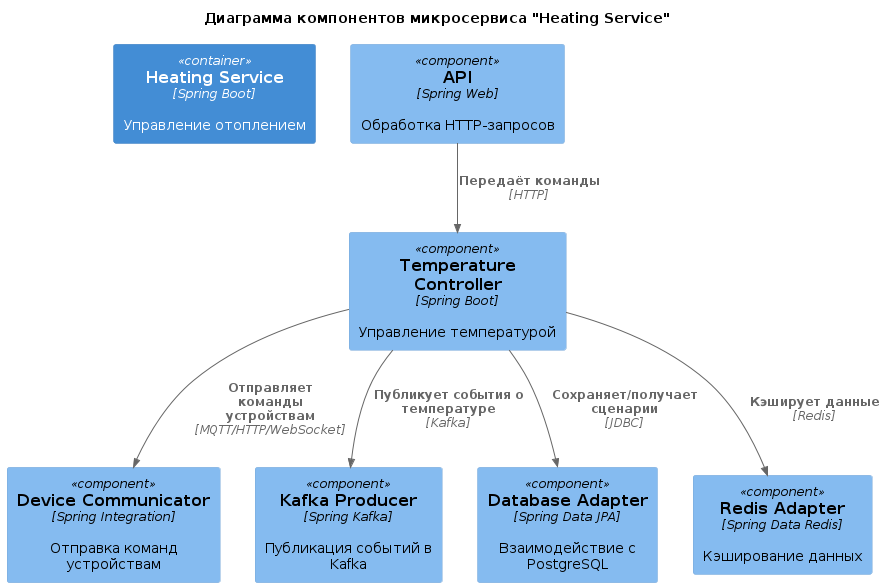 Диаграмма компонентов микросервиса "Heating Service"
«container»
Heating Service
[Spring Boot]
Управление отоплением
«component»
API
[Spring Web]
Обработка HTTP-запросов
Передаёт команды
[HTTP]
«component»
Temperature
Controller
[Spring Boot]
Управление температурой
Отправляет
команды
устройствам
[MQTT/HTTP/WebSocket]
Публикует события о
температуре
[Kafka]
Сохраняет/получает
сценарии
[JDBC]
Кэширует данные
[Redis]
«component»
Device Communicator
[Spring Integration]
Отправка команд
устройствам
«component»
Kafka Producer
[Spring Kafka]
Публикация событий в
Kafka
«component»
Database Adapter
[Spring Data JPA]
Взаимодействие с
PostgreSQL
«component»
Redis Adapter
[Spring Data Redis]
Кэширование данных